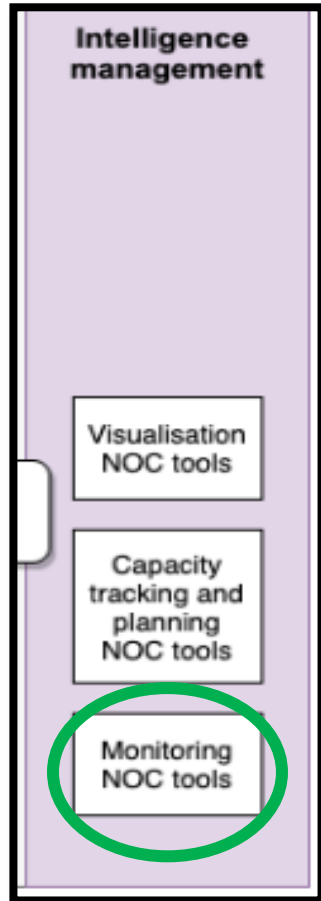 Intelligence
management
Visualisation
NOC tools
Capacity
tracking and
planning
NOC tools
Monitoring
NOC tools